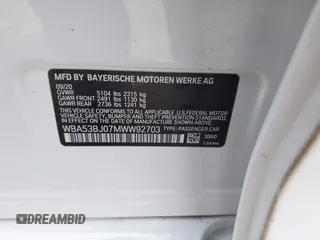 MFD BY BAYERISCHE MOTOREN WERKE AG
09/20
GVWR 5104 lbs 2315 kg
GAWR FRONT 2491 lbs 1130 kg
GAWR REAR 2736 lbs 1241 kg
THIS VEHICLE CONFORMS TO ALL APPLICABLE U.S. FEDERAL MOTOR
VEHICLE SAFETY, BUMPER AND THEFT PREVENTION STANDARDS
IN EFFECT ON THE DATE OF MANUFACTURE SHOWN ABOVE.
WBA53BJ07MWW92703 TYPE: PASSENGER CAR
300/0
DREAMBID